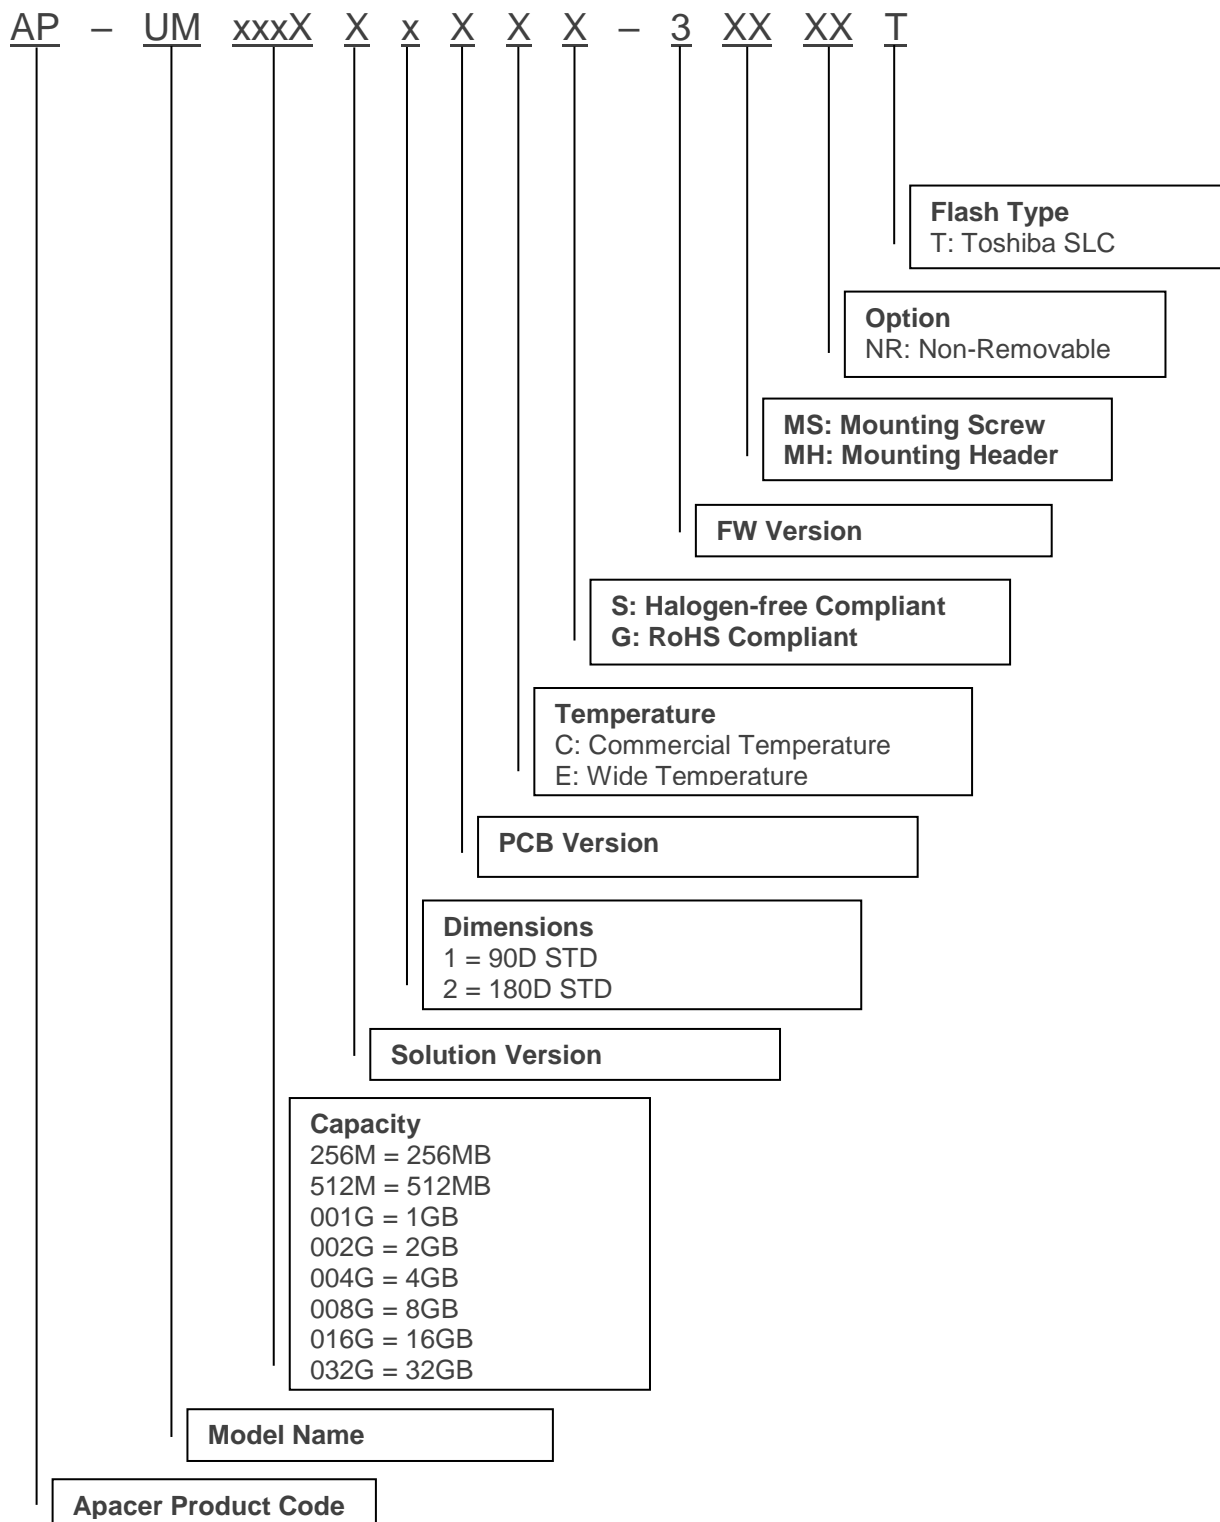 AP – UM xxxX X x X X X – 3 XX XX T
Flash Type
T: Toshiba SLC
Option
NR: Non-Removable
MS: Mounting Screw
MH: Mounting Header
FW Version
S: Halogen-free Compliant
G: RoHS Compliant
Temperature
C: Commercial Temperature
E: Wide Temperature
PCB Version
Dimensions
1 = 90D STD
2 = 180D STD
Solution Version
Capacity
256M = 256MB
512M = 512MB
001G = 1GB
002G = 2GB
004G = 4GB
008G = 8GB
016G = 16GB
032G = 32GB
Model Name
Apacer Product Code